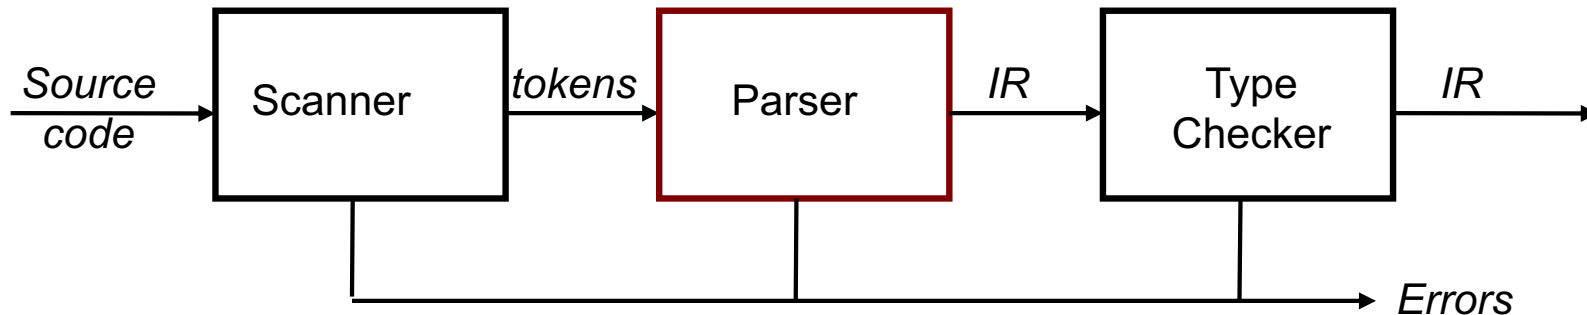 Source
code
Scanner
tokens
Parser
IR
Type
Checker
IR
Errors